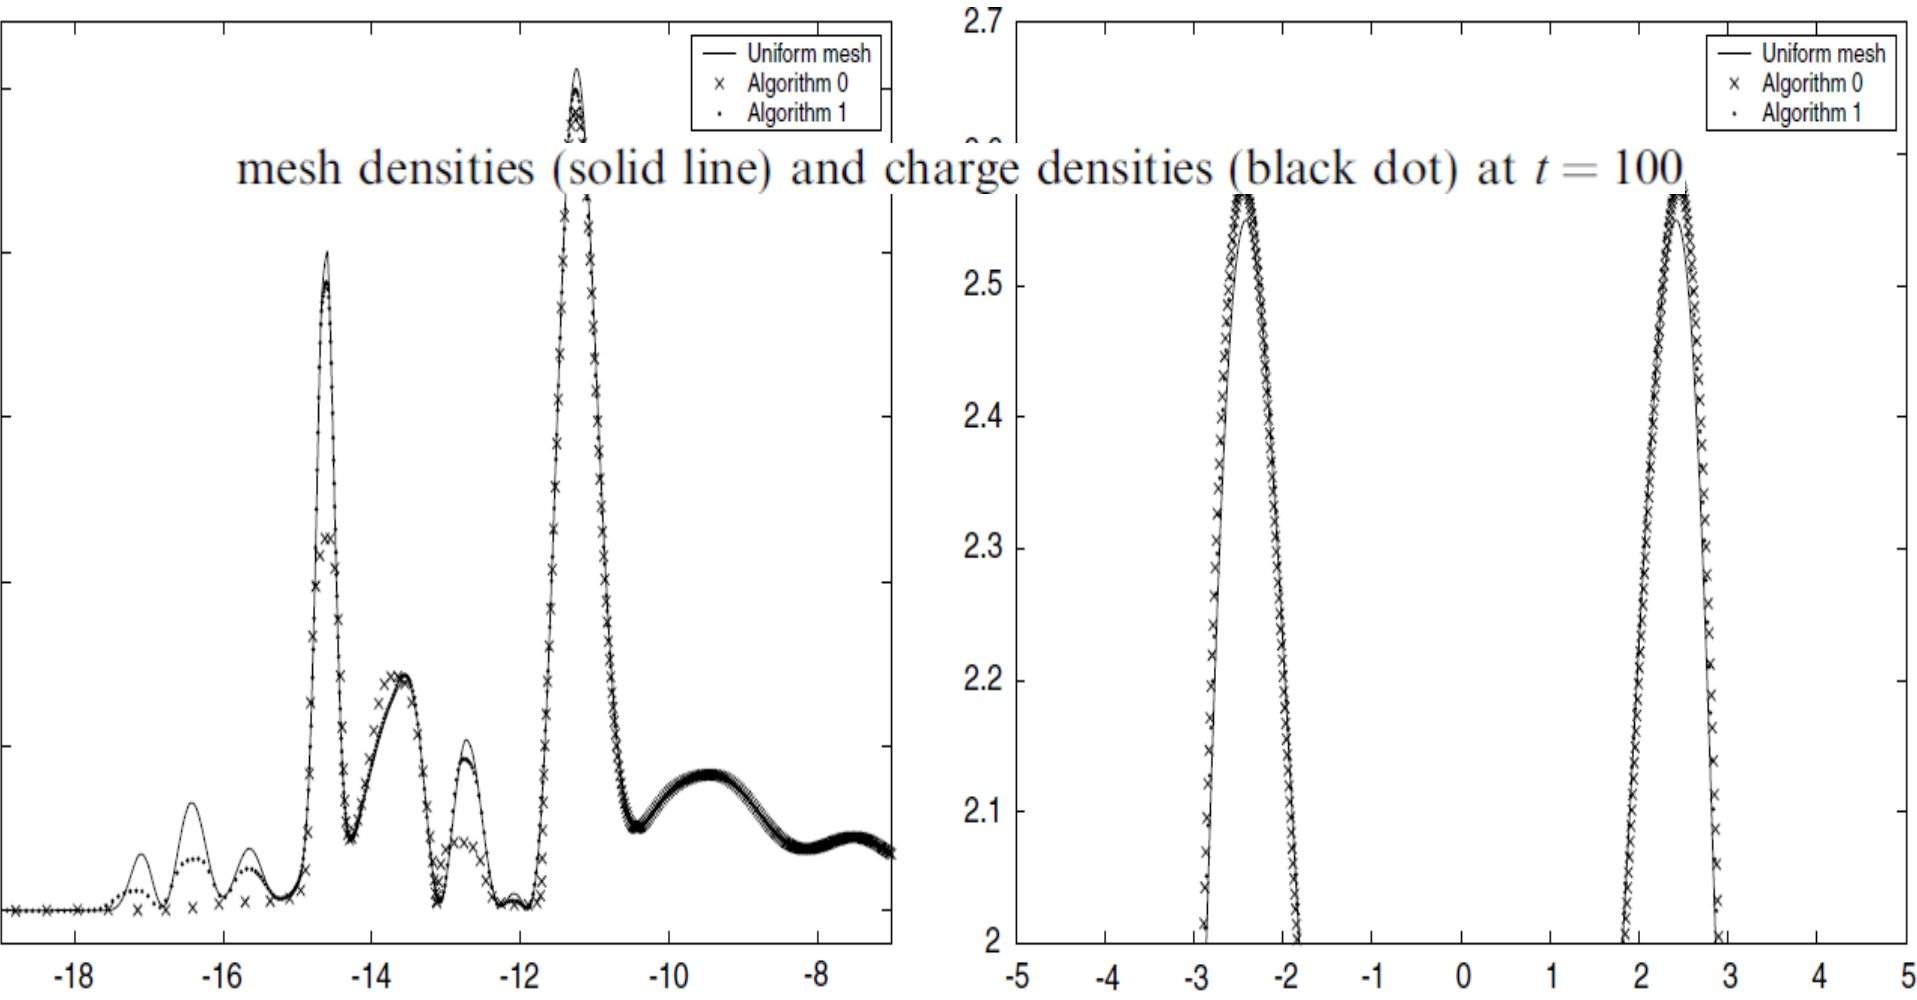 2.7
Uniform mesh
Algorithm 0
Algorithm 1
Uniform mesh
Algorithm 0
Algorithm 1
mesh densities (solid line) and charge densities (black dot) at t = 100
2.5
2.4
2.3
2.2
2.1
2
-18 -16 -14 -12 -10 -8
-5 -4 -3 -2 -1 0 1 2 3 4 5